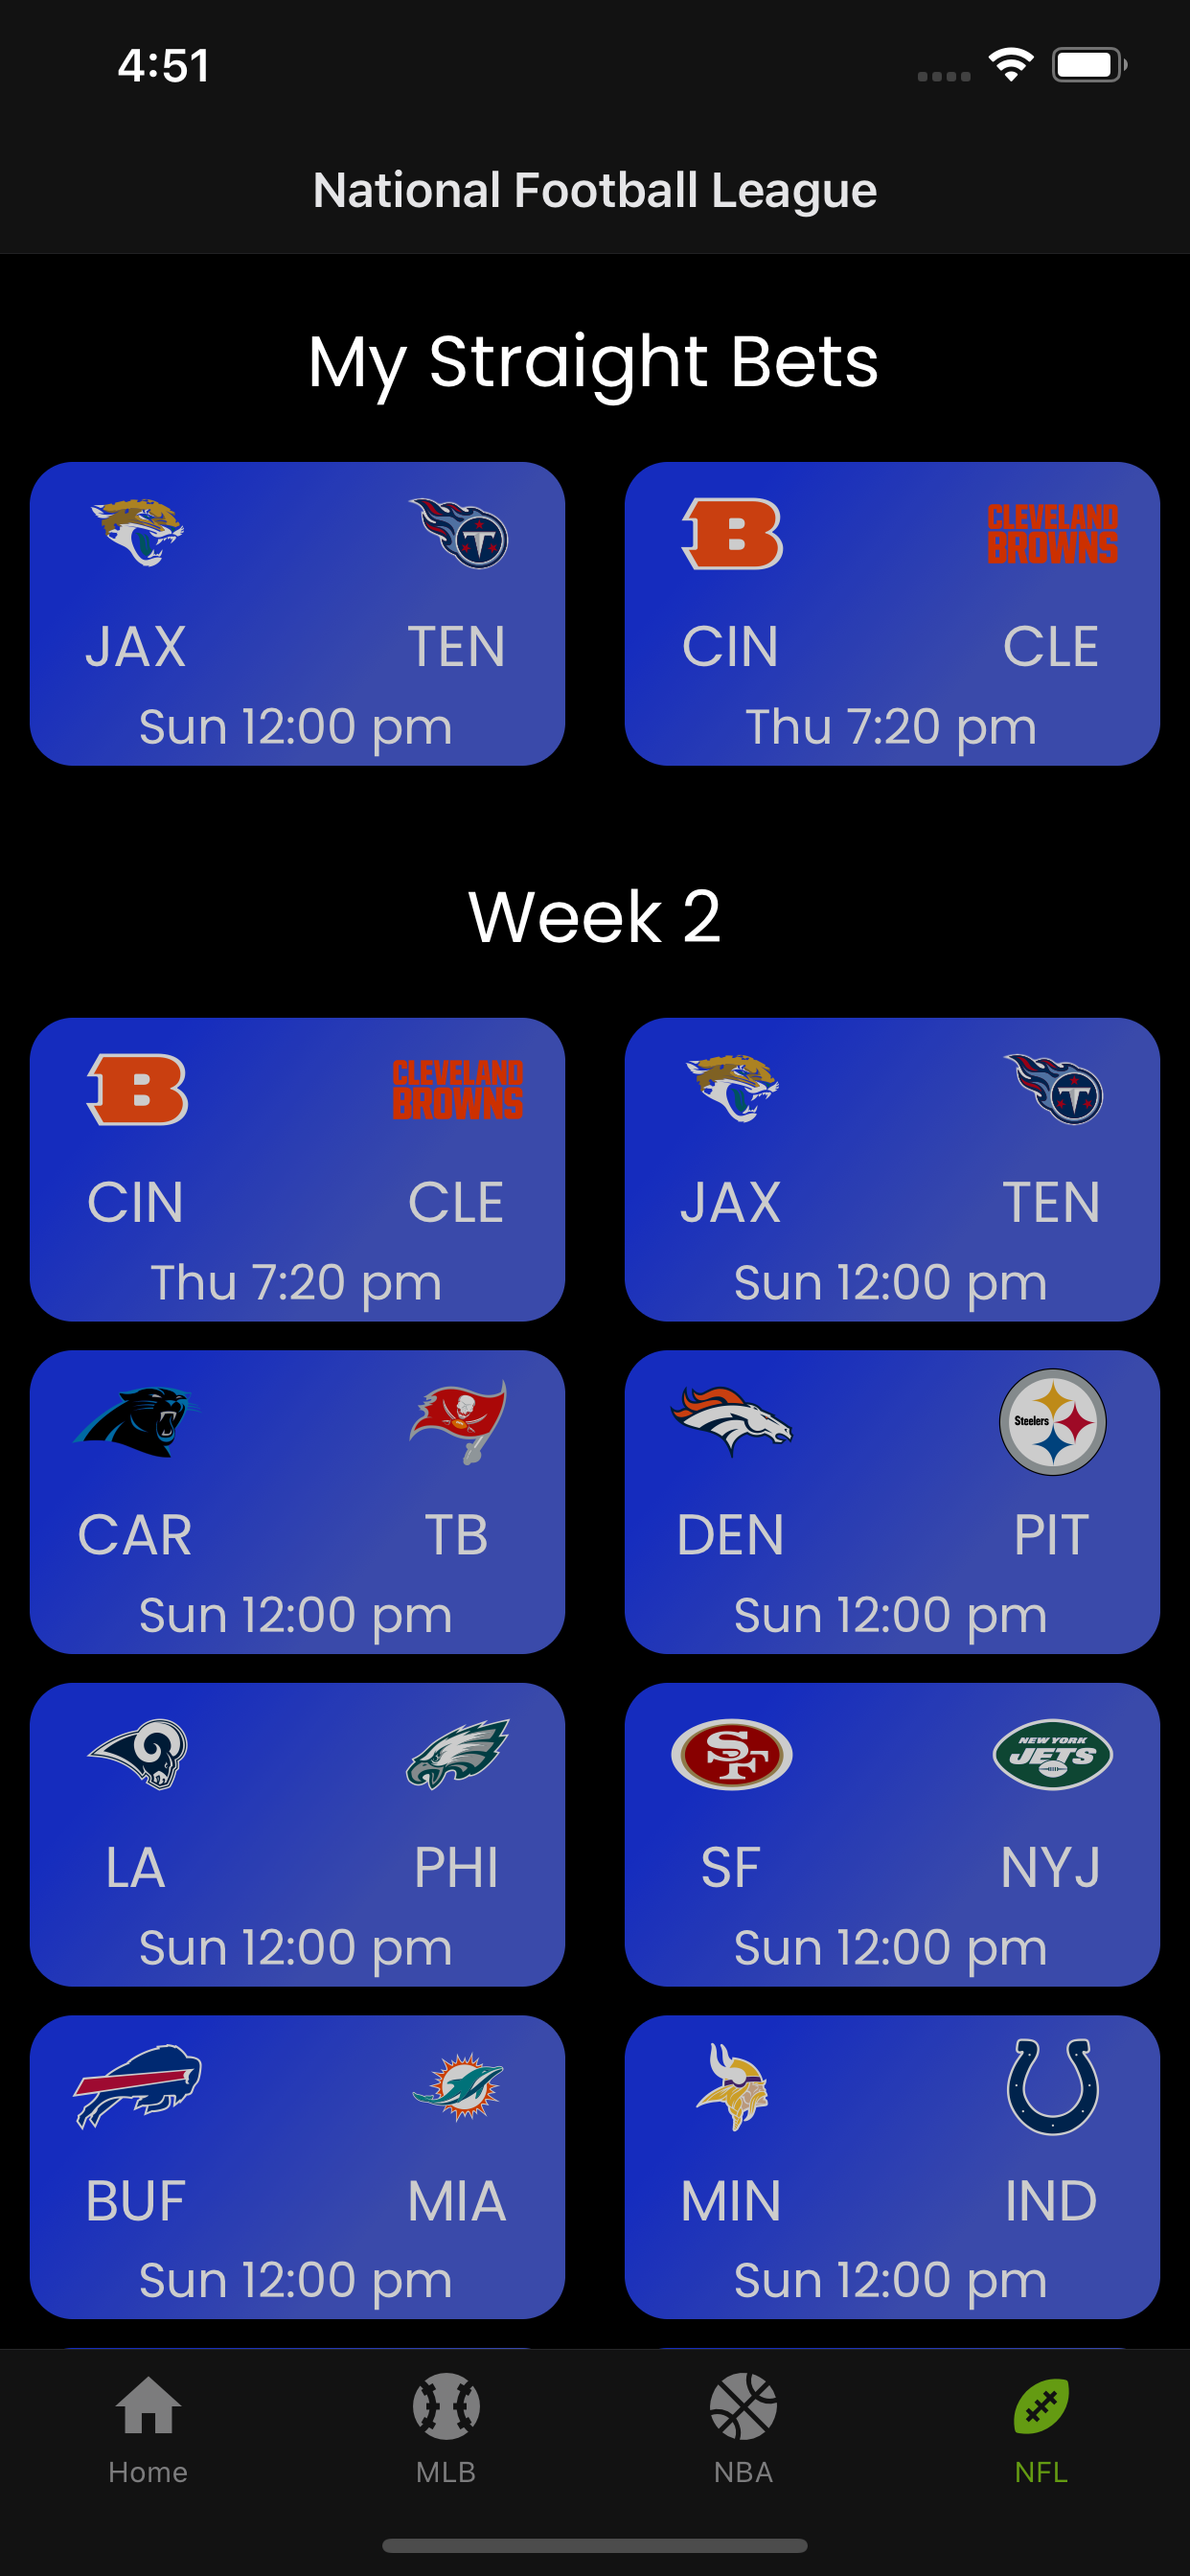 4:51
National Football League
My Straight Bets
CLEVELAND
BROWNS
JAX TEN CIN CLE
Sun 12:00 pm Thu 7:20 pm
Week 2
CLEVELAND
BROWNS
CIN CLE JAX TEN
Thu 7:20 pm Sun 12:00 pm
Steelers
CAR TB DEN PIT
Sun 12:00 pm Sun 12:00 pm
SF NEW YORK
JETS
LA PHI SF NYJ
Sun 12:00 pm Sun 12:00 pm
BUF MIA MIN IND
Sun 12:00 pm Sun 12:00 pm
Home MLB NBA NFL